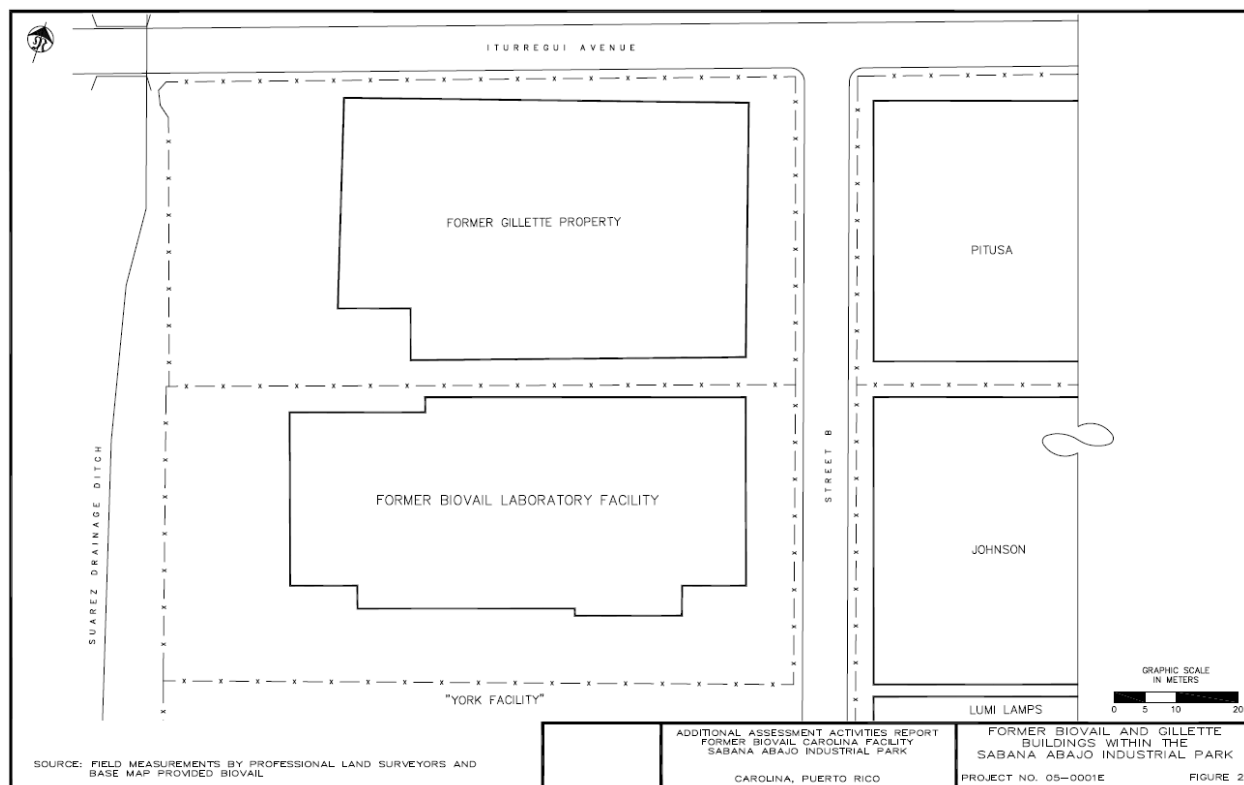 ITURREGUI AVENUE
FORMER GILLETTE PROPERTY
PITUSA
SUAREZ DRAINAGE DITCH
FORMER BIOVAIL LABORATORY FACILITY
STREET B
JOHNSON
"YORK FACILITY"
LUMI LAMPS
GRAPHIC SCALE
IN METERS
0 5 10 20
SOURCE: FIELD MEASUREMENTS BY PROFESSIONAL LAND SURVEYORS AND
BASE MAP PROVIDED BIOVAIL
ADDITIONAL ASSESSMENT ACTIVITIES REPORT
FORMER BIOVAIL CAROLINA FACILITY
SABANA ABAJO INDUSTRIAL PARK
CAROLINA, PUERTO RICO
FORMER BIOVAIL AND GILLETTE
BUILDINGS WITHIN THE
SABANA ABAJO INDUSTRIAL PARK
PROJECT NO. 05-0001E FIGURE 2